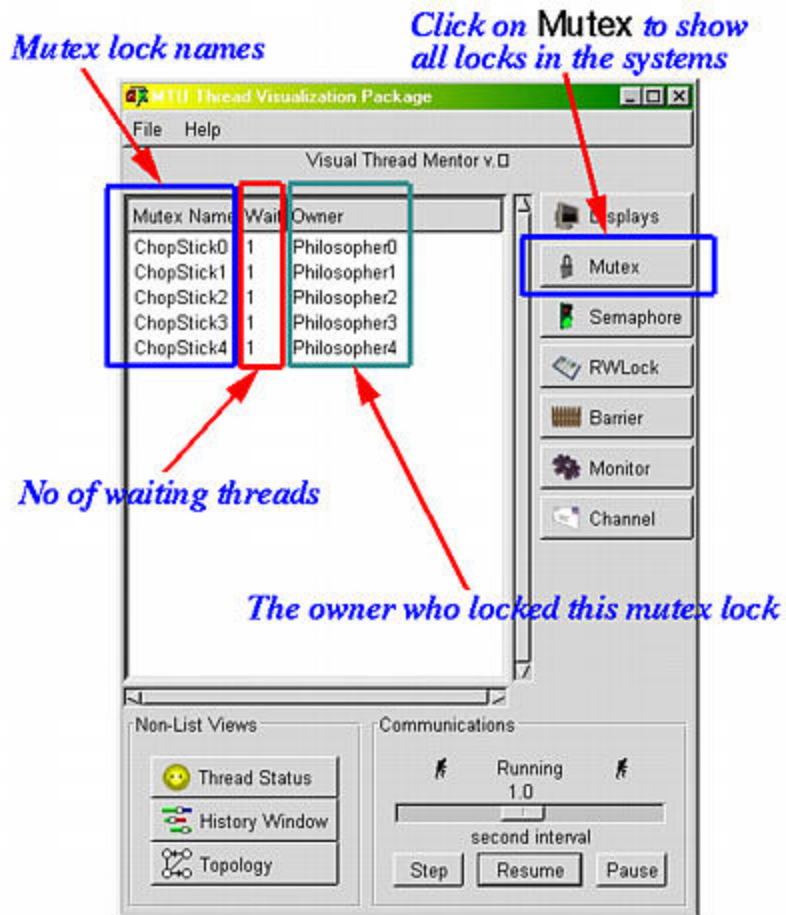 Mutex lock names
Click on Mutex to show
all locks in the systems
MTU Thread Visualization Package
File Help
Visual Thread Mentor v.
Mutex Name Wait Owner
ChopStick0 1 Philosopher0
ChopStick1 1 Philosopher1
ChopStick2 1 Philosopher2
ChopStick3 1 Philosopher3
ChopStick4 1 Philosopher4
Displays
Mutex
Semaphore
RWLock
Barrier
Monitor
Channel
No of waiting threads
The owner who locked this mutex lock
Non-List Views
Thread Status
History Window
Topology
Communications
Running
1.0
second interval
Step Resume Pause